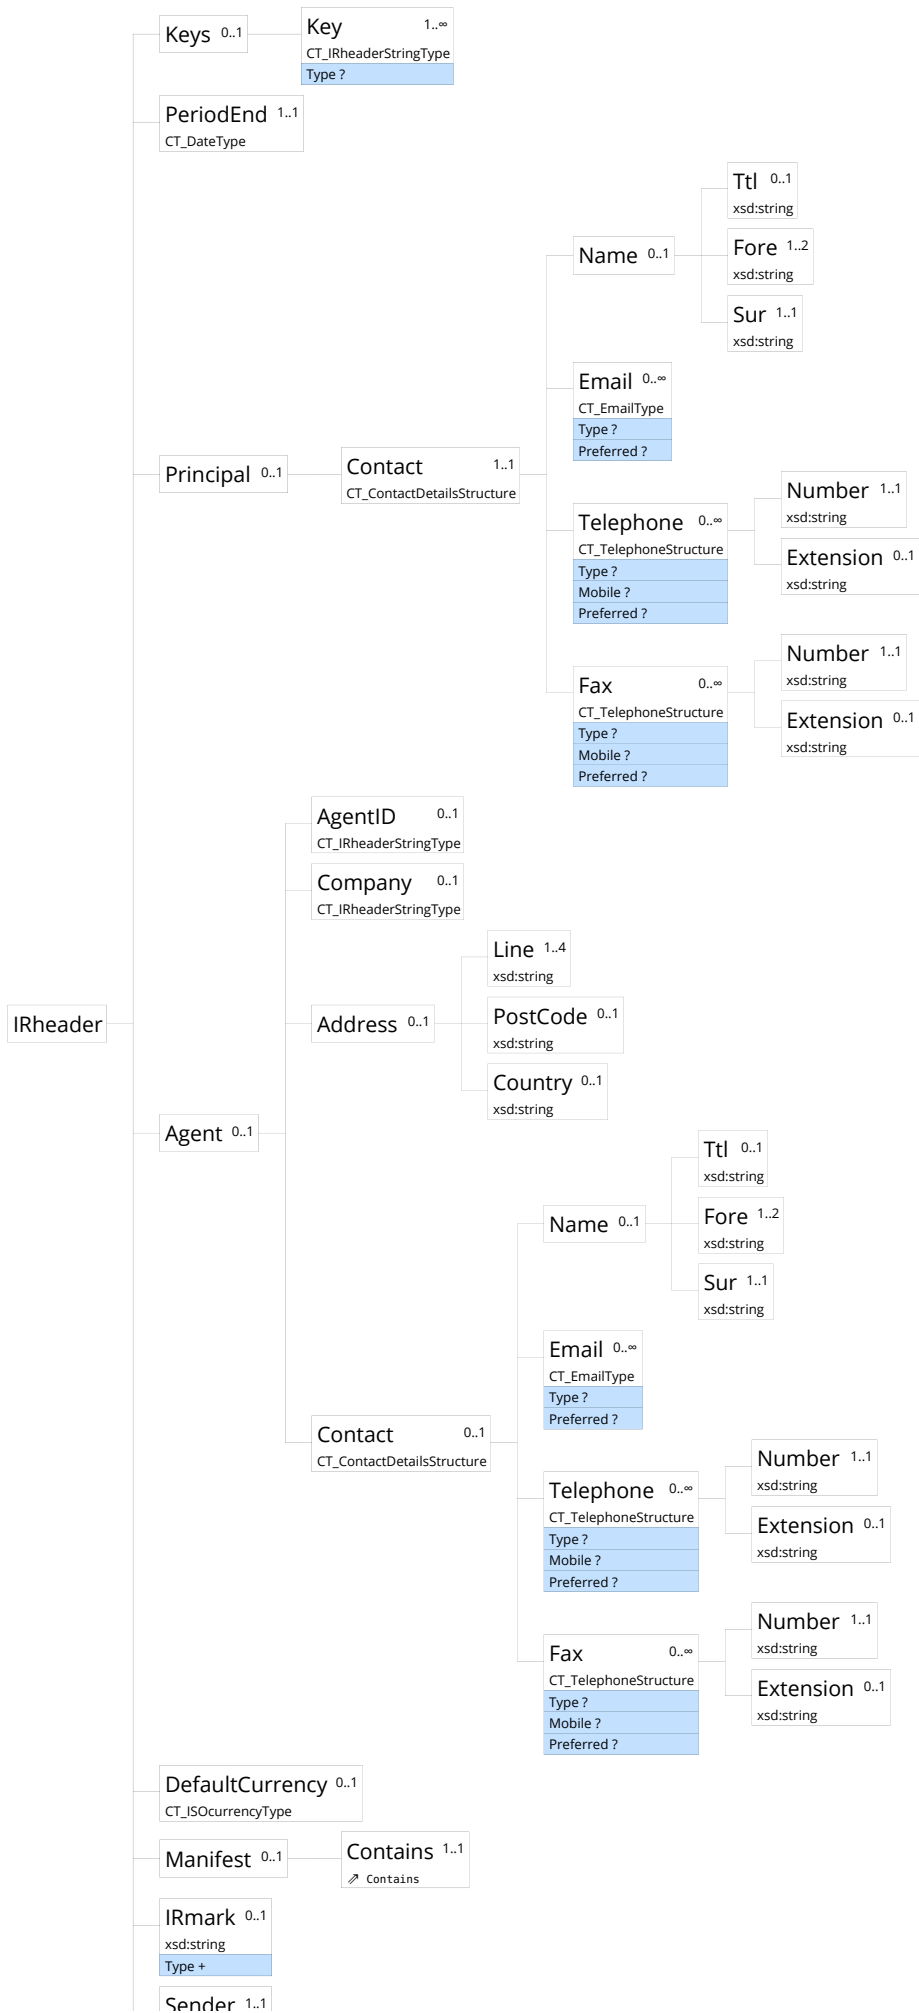 Keys 0..1
Key 1..∞
CT_IRheaderStringType
Type ?
PeriodEnd 1..1
CT_DateType
Ttl 0..1
xsd:string
Name 0..1
Fore 1..2
xsd:string
Sur 1..1
xsd:string
Email 0..∞
CT_EmailType
Type ?
Preferred ?
Principal 0..1
Contact 1..1
CT_ContactDetailsStructure
Telephone 0..∞
CT_TelephoneStructure
Type ?
Mobile ?
Preferred ?
Number 1..1
xsd:string
Extension 0..1
xsd:string
Fax 0..∞
CT_TelephoneStructure
Type ?
Mobile ?
Preferred ?
Number 1..1
xsd:string
Extension 0..1
xsd:string
AgentID 0..1
CT_IRheaderStringType
Company 0..1
CT_IRheaderStringType
IRheader
Address 0..1
Line 1..4
xsd:string
PostCode 0..1
xsd:string
Country 0..1
xsd:string
Agent 0..1
Ttl 0..1
xsd:string
Name 0..1
Fore 1..2
xsd:string
Sur 1..1
xsd:string
Email 0..∞
CT_EmailType
Type ?
Preferred ?
Contact 0..1
CT_ContactDetailsStructure
Telephone 0..∞
CT_TelephoneStructure
Type ?
Mobile ?
Preferred ?
Number 1..1
xsd:string
Extension 0..1
xsd:string
Fax 0..∞
CT_TelephoneStructure
Type ?
Mobile ?
Preferred ?
Number 1..1
xsd:string
Extension 0..1
xsd:string
DefaultCurrency 0..1
CT_ISOcurrencyType
Manifest 0..1
Contains 1..1
⇗ Contains
IRmark 0..1
xsd:string
Type +
Sender 1..1